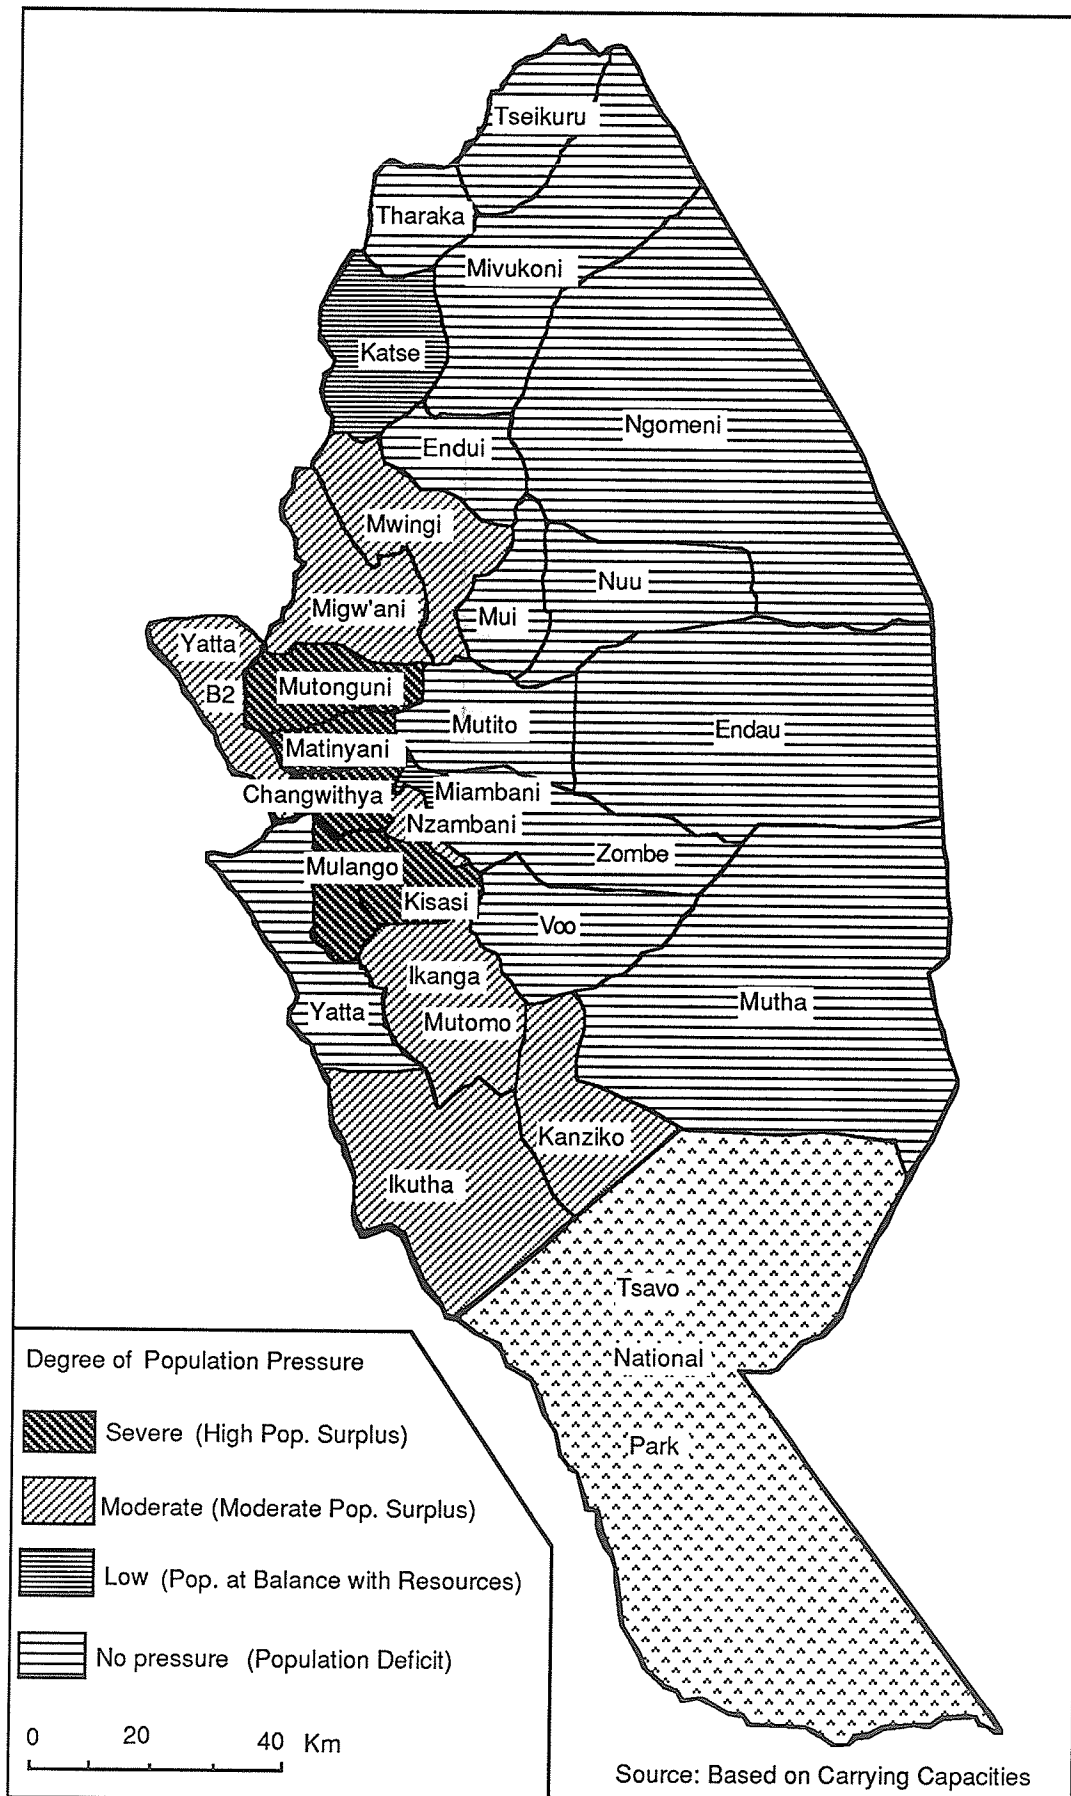 Tseikuru
Tharaka
Mivukoni
Katse
Ngomeni
Endui
Mwingi
Nuu
Migw'ani
Mui
Yatta
B2
Mutonguni
Mutito
Endau
Matinyani
Changwithya
Miambani
Nzambani
Zombe
Mulango
Kisasi
Voo
Ikanga
Mutha
Yatta
Mutomo
Kanziko
Ikutha
Tsavo
National
Park
Degree of Population Pressure
Severe (High Pop. Surplus)
Moderate (Moderate Pop. Surplus)
Low (Pop. at Balance with Resources)
No pressure (Population Deficit)
0 20 40 Km
Source: Based on Carrying Capacities